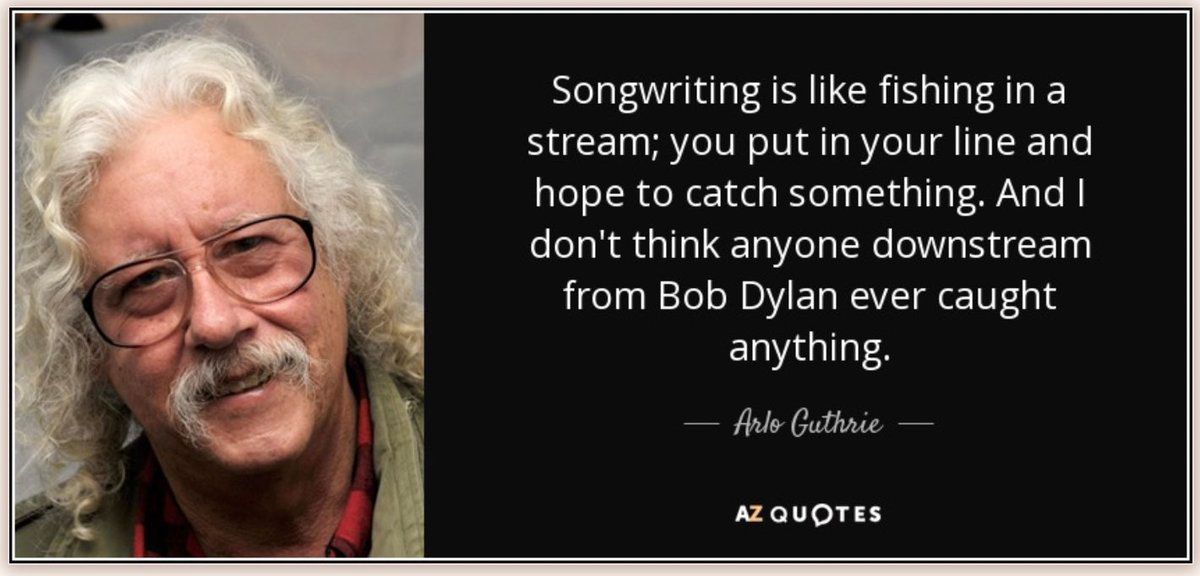 Songwriting is like fishing in a
stream; you put in your line and
hope to catch something. And I
don't think anyone downstream
from Bob Dylan ever caught
anything.
Arlo Guthrie
AZ QUOTES